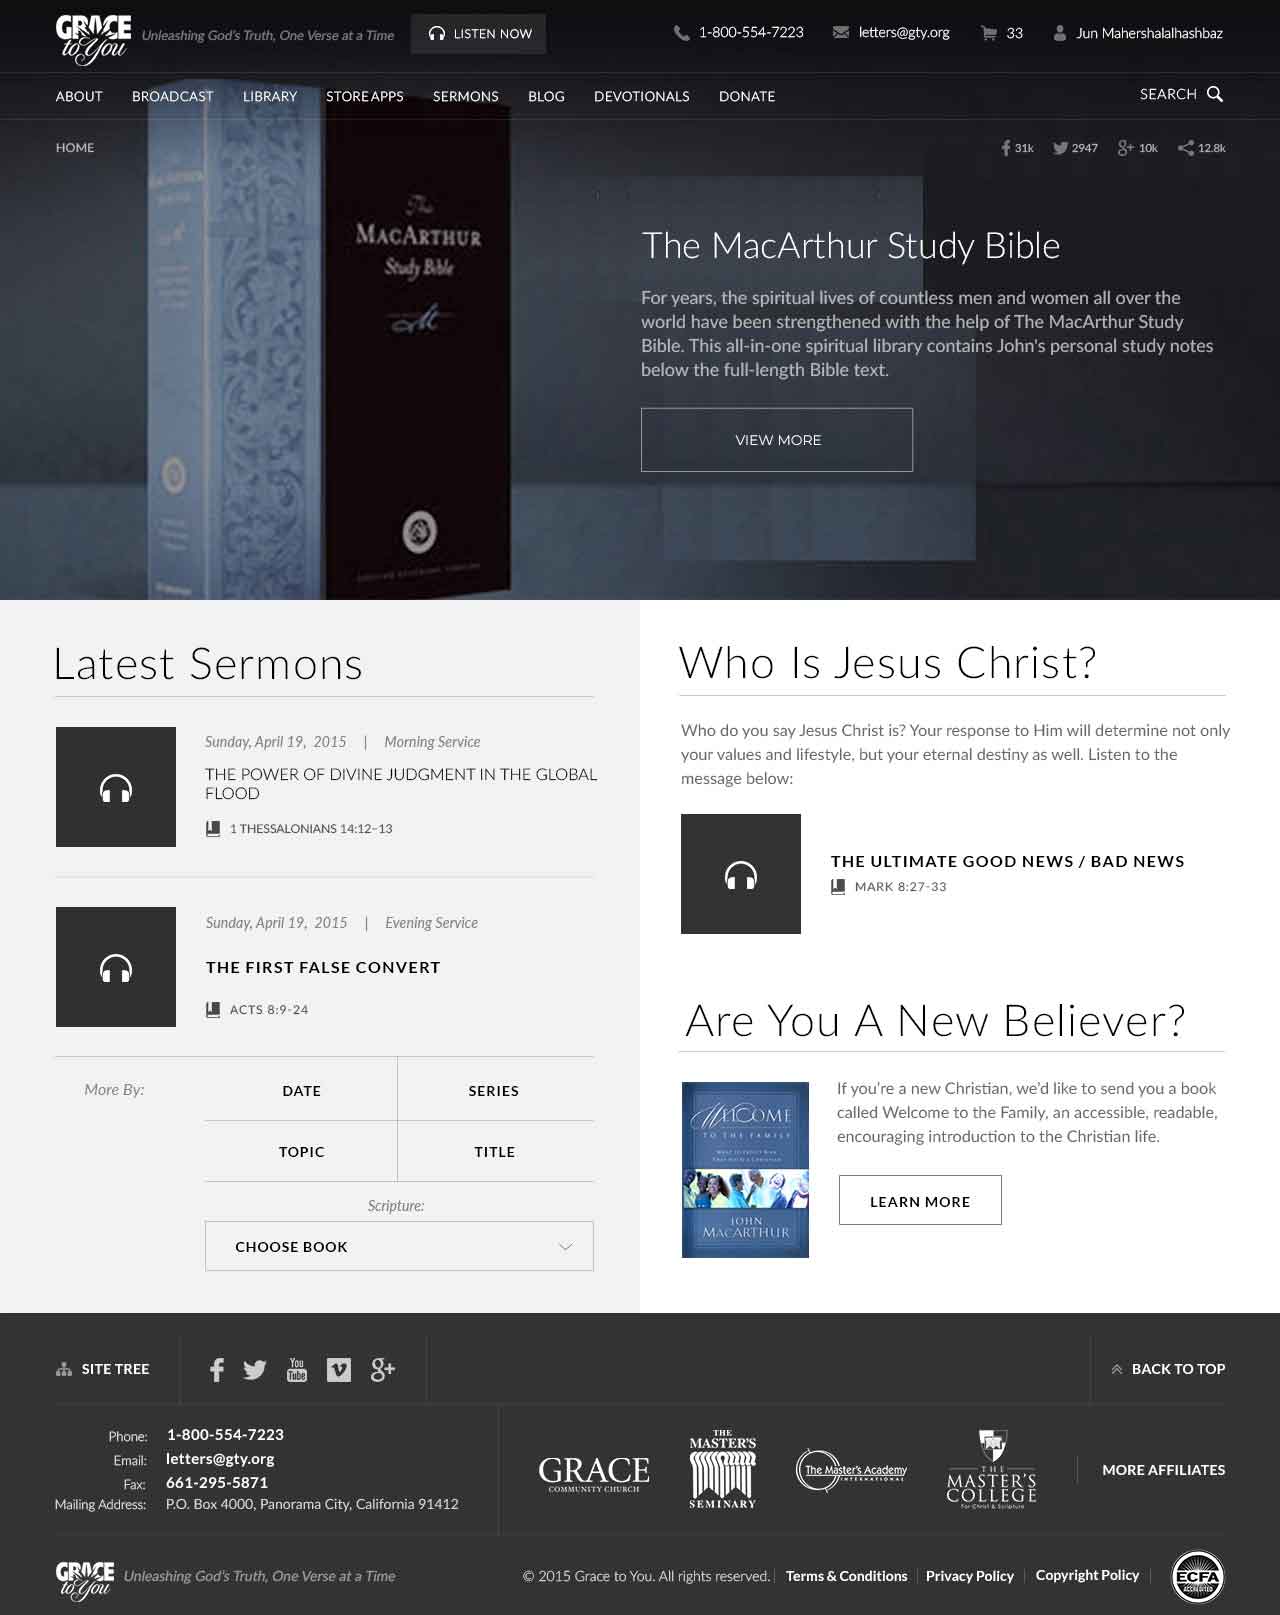 GRACE to You
Unleashing God's Truth, One Verse at a Time
LISTEN NOW
1-800-554-7223
letters@gty.org
33
Jun Mahershalalhashbaz
ABOUT BROADCAST LIBRARY STORE APPS SERMONS BLOG DEVOTIONALS DONATE
SEARCH
HOME
31k 2947 10k 12.8k
The
MACARTHUR
Study Bible
The MacArthur Study Bible
For years, the spiritual lives of countless men and women all over the
world have been strengthened with the help of The MacArthur Study
Bible. This all-in-one spiritual library contains John's personal study notes
below the full-length Bible text.
VIEW MORE
Latest Sermons
Sunday, April 19, 2015 | Morning Service
THE POWER OF DIVINE JUDGMENT IN THE GLOBAL
FLOOD
1 THESSALONIANS 14:12–13
Sunday, April 19, 2015 | Evening Service
THE FIRST FALSE CONVERT
ACTS 8:9-24
More By:
DATE SERIES
TOPIC TITLE
Scripture:
CHOOSE BOOK
Who Is Jesus Christ?
Who do you say Jesus Christ is? Your response to Him will determine not only
your values and lifestyle, but your eternal destiny as well. Listen to the
message below:
THE ULTIMATE GOOD NEWS / BAD NEWS
MARK 8:27-33
Are You A New Believer?
WELCOME
TO THE FAMILY
JOHN
MACARTHUR
If you're a new Christian, we'd like to send you a book
called Welcome to the Family, an accessible, readable,
encouraging introduction to the Christian life.
LEARN MORE
SITE TREE
You Tube
BACK TO TOP
Phone: 1-800-554-7223
Email: letters@gty.org
Fax: 661-295-5871
Mailing Address: P.O. Box 4000, Panorama City, California 91412
GRACE
COMMUNITY CHURCH
THE
MASTER'S
SEMINARY
The Master's Academy
INTERNATIONAL
THE
MASTER'S
COLLEGE
For Christ & Scripture
MORE AFFILIATES
GRACE to You
Unleashing God's Truth, One Verse at a Time
© 2015 Grace to You. All rights reserved. | Terms & Conditions | Privacy Policy | Copyright Policy |
ECFA
ACCREDITED